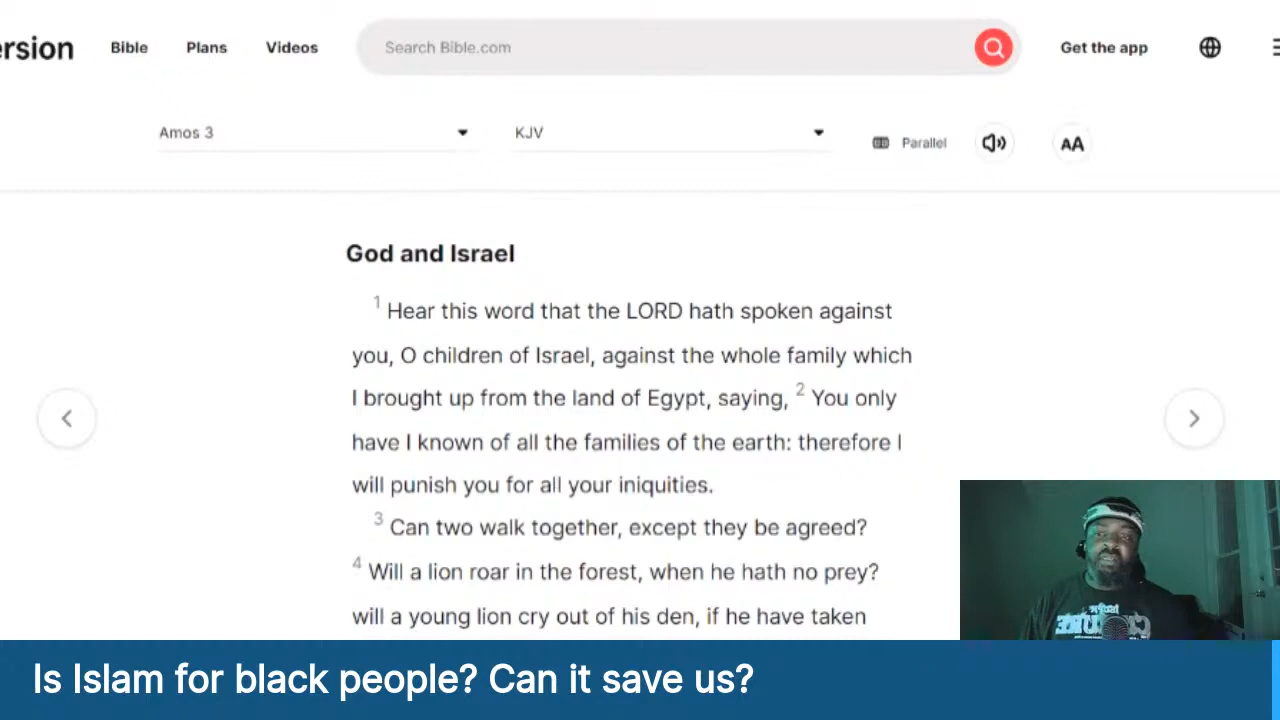 ersion
Bible Plans Videos Search Bible.com Get the app
Amos 3 KJV Parallel AA
God and Israel
1 Hear this word that the LORD hath spoken against
you, O children of Israel, against the whole family which
I brought up from the land of Egypt, saying, 2 You only
have I known of all the families of the earth: therefore I
will punish you for all your iniquities.
3 Can two walk together, except they be agreed?
4 Will a lion roar in the forest, when he hath no prey?
will a young lion cry out of his den, if he have taken
Is Islam for black people? Can it save us?